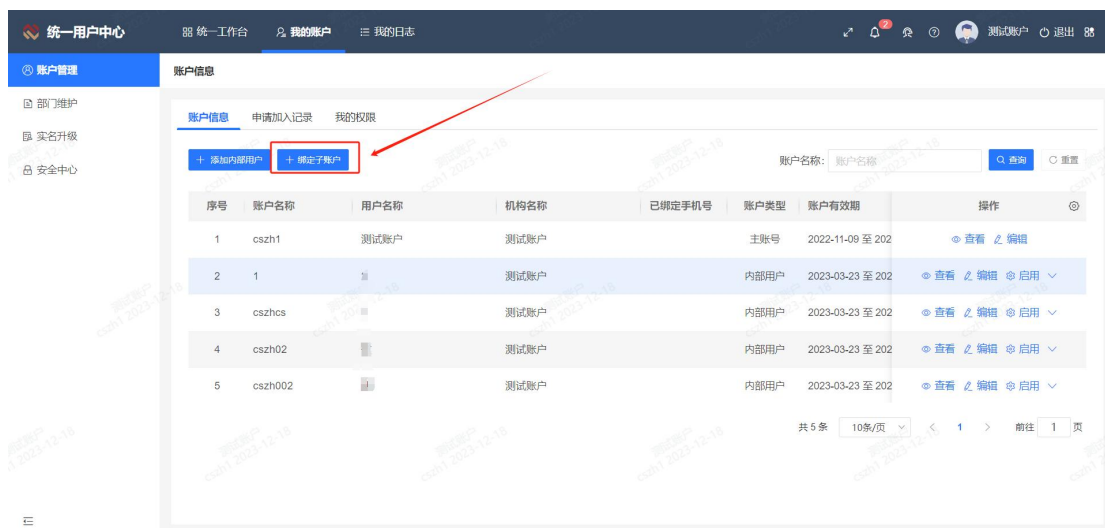 统一用户中心 统一工作台 我的账户 我的日志 2 测试账户 退出
账户管理 账户信息
部门维护
账户信息 申请加入记录 我的权限
实名升级
+ 添加内部用户 + 绑定子账户 账户名称: 账户名称 查询 重置
安全中心
序号 账户名称 用户名称 机构名称 已绑定手机号 账户类型 账户有效期 操作
1 cszh1 测试账户 测试账户 主账号 2022-11-09 至 202 查看 编辑
2 1 测试账户 内部用户 2023-03-23 至 202 查看 编辑 启用
3 cszhcs 测试账户 内部用户 2023-03-23 至 202 查看 编辑 启用
4 cszh02 测试账户 内部用户 2023-03-23 至 202 查看 编辑 启用
5 cszh002 测试账户 内部用户 2023-03-23 至 202 查看 编辑 启用
共 5 条 10条/页 < 1 > 前往 1 页